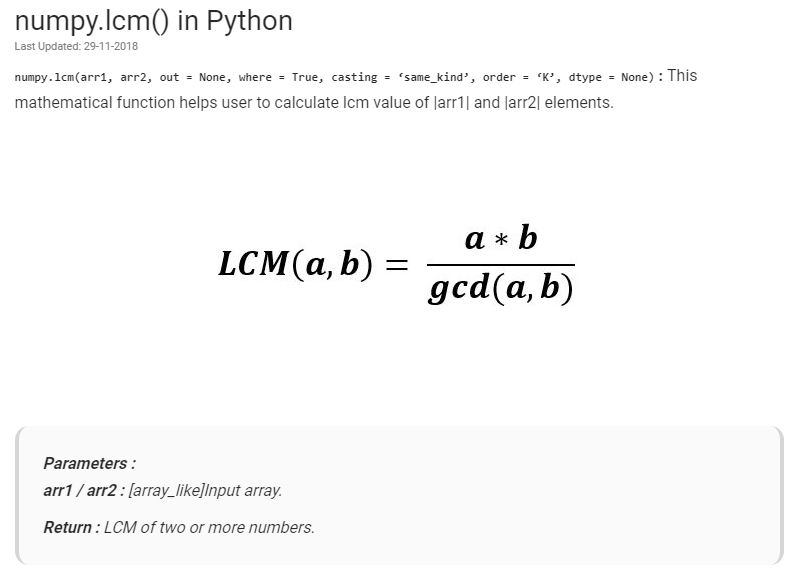 numpy.lcm() in Python
Last Updated: 29-11-2018
numpy.lcm(arr1, arr2, out = None, where = True, casting = ‘same_kind’, order = ‘K’, dtype = None) : This
mathematical function helps user to calculate lcm value of |arr1| and |arr2| elements.
LCM(a, b) = a * b / gcd(a, b)
Parameters :
arr1 / arr2 : [array_like]Input array.
Return : LCM of two or more numbers.